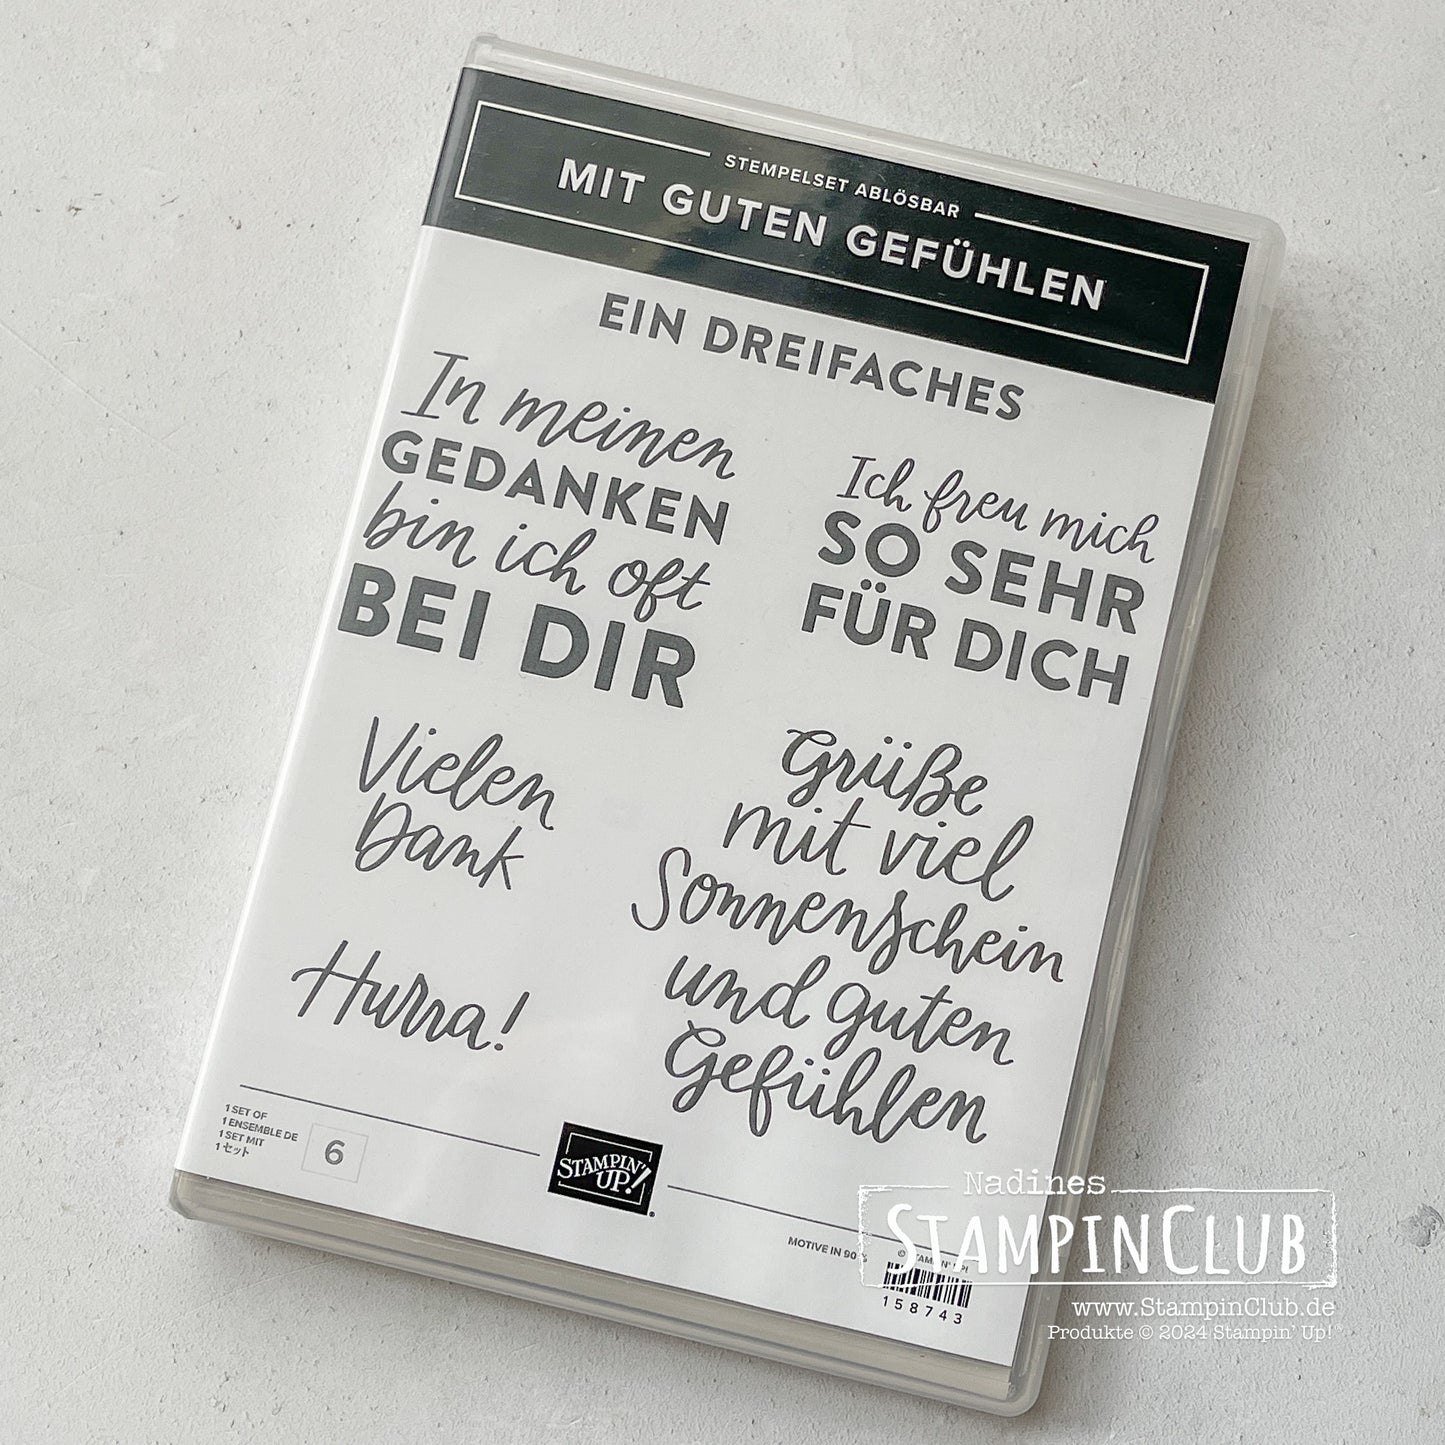 STEMPELSET ABLÖSBAR
MIT GUTEN GEFÜHLEN
EIN DREIFACHES
In meinen
GEDANKEN
bin ich oft
BEI DIR
Ich freu mich
SO SEHR
FÜR DICH
Vielen
Dank
Grüße
mit viel
Sonnenschein
und guten
Gefühlen
Hurra!
1 SET OF
1 ENSEMBLE DE
1 SET MIT
1 セット
6
STAMPIN'
UP!
MOTIVE IN 90
© STAMPIN' UP!
158743
Nadines
STAMPINCLUB
www.StampinClub.de
Produkte © 2024 Stampin' Up!